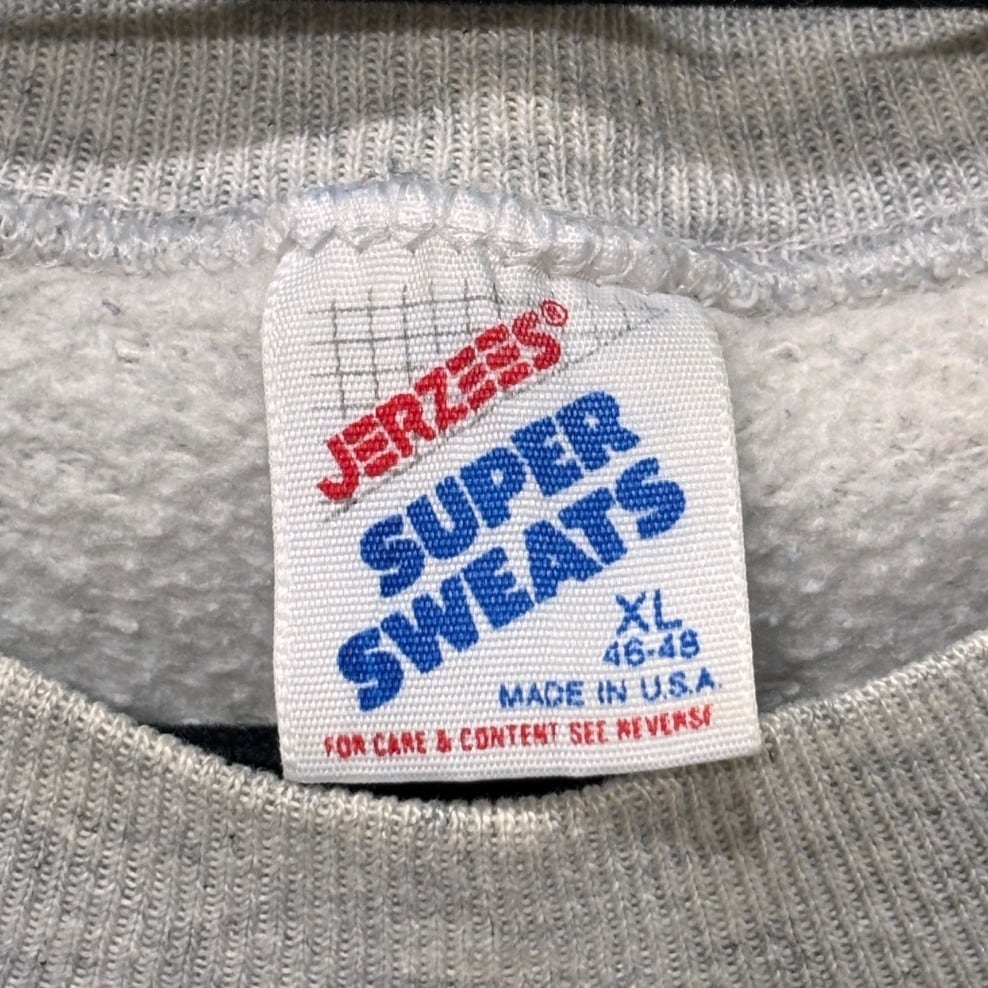 JERZEES®
SUPER
SWEATS
XL
46-48
MADE IN U.S.A.
FOR CARE & CONTENT SEE REVERSE